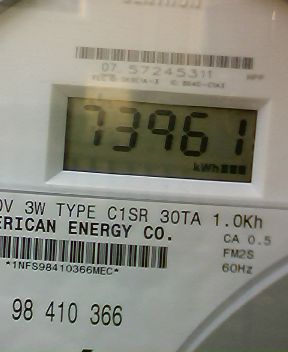 07 57245311
73961
kWh
0V 3W TYPE C1SR 30TA 1.0Kh
ERICAN ENERGY CO.
CA 0.5
FM2S
60Hz
*1NFS98410366MEC*
98 410 366